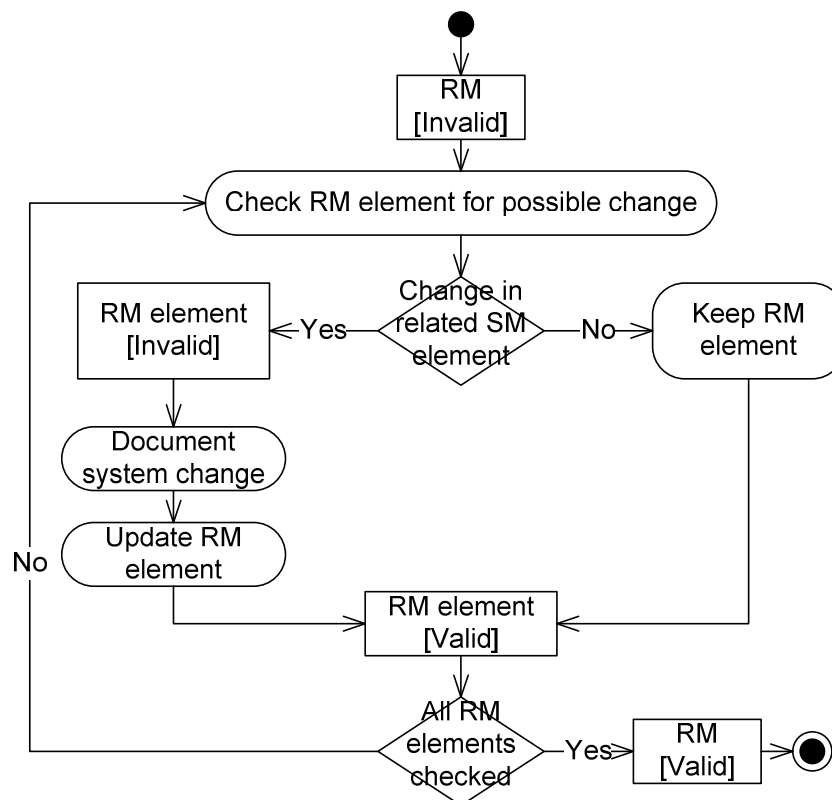 RM
[Invalid]
Check RM element for possible change
Change in
related SM
element
Yes
No
RM element
[Invalid]
Keep RM
element
Document
system change
Update RM
element
No
RM element
[Valid]
All RM
elements
checked
Yes
RM
[Valid]